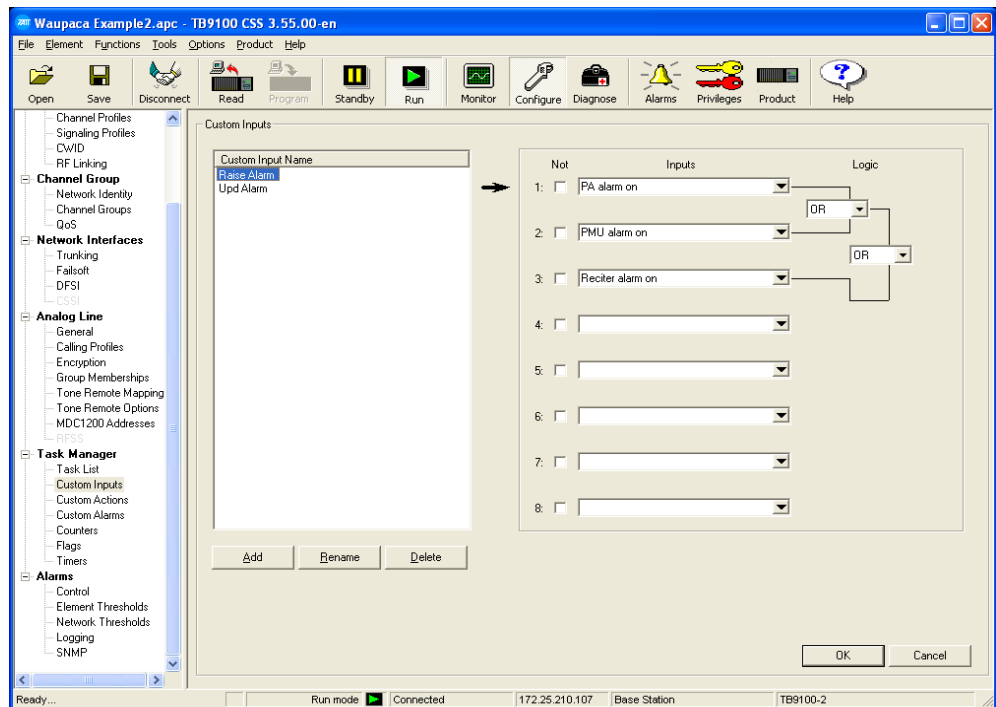 TAIT Waupaca Example2.apc - TB9100 CSS 3.55.00-en
File Element Functions Tools Options Product Help
Open Save Disconnect Read Program Standby Run Monitor Configure Diagnose Alarms Privileges Product Help
Channel Profiles
Signaling Profiles
CWID
RF Linking
Channel Group
Network Identity
Channel Groups
QoS
Network Interfaces
Trunking
Failsoft
DFSI
CSSI
Analog Line
General
Calling Profiles
Encryption
Group Memberships
Tone Remote Mapping
Tone Remote Options
MDC1200 Addresses
RFSS
Task Manager
Task List
Custom Inputs
Custom Actions
Custom Alarms
Counters
Flags
Timers
Alarms
Control
Element Thresholds
Network Thresholds
Logging
SNMP
Custom Inputs
Custom Input Name
Raise Alarm
Upd Alarm
Add Rename Delete
Not Inputs Logic
1: PA alarm on
OR
2: PMU alarm on
OR
3: Reciter alarm on
4:
5:
6:
7:
8:
OK Cancel
Ready... Run mode Connected 172.25.210.107 Base Station TB9100-2